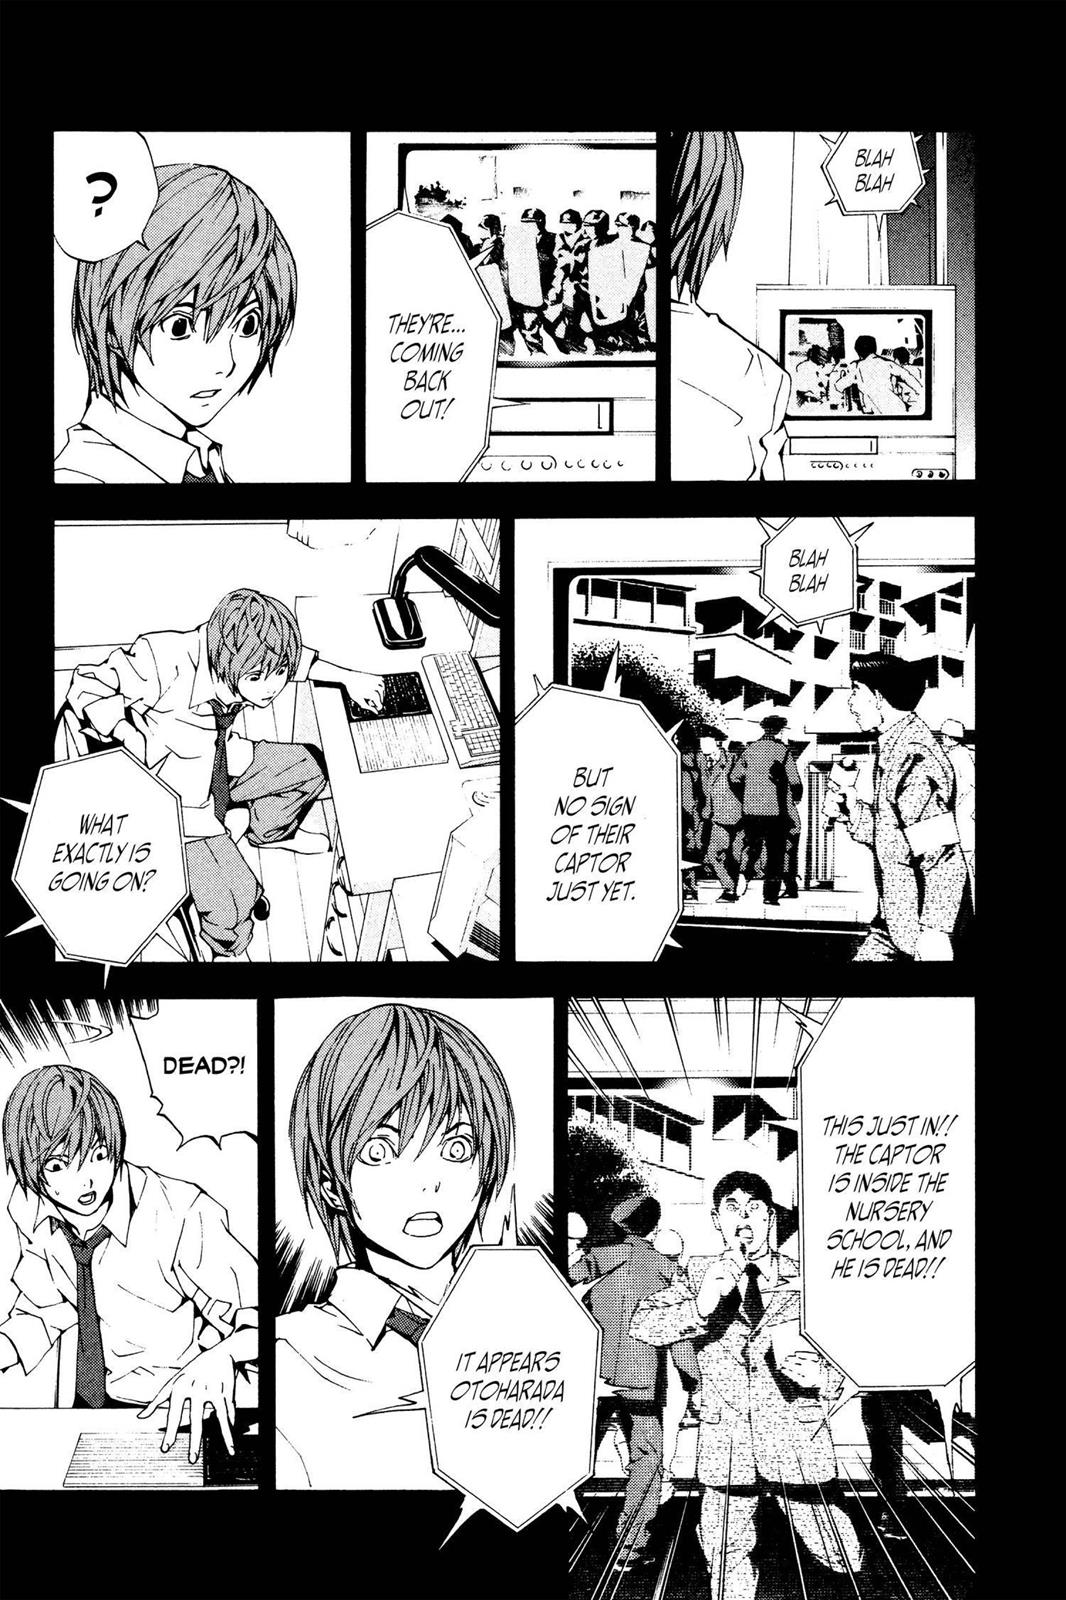 BLAH
BLAH
THEY'RE...
COMING
BACK
OUT!
?
BLAH
BLAH
BUT
NO SIGN
OF THEIR
CAPTOR
JUST YET.
WHAT
EXACTLY IS
GOING ON?
THIS JUST IN!!
THE CAPTOR
IS INSIDE THE
NURSERY
SCHOOL, AND
HE IS DEAD!!
IT APPEARS
OTOHARADA
IS DEAD!!
DEAD?!